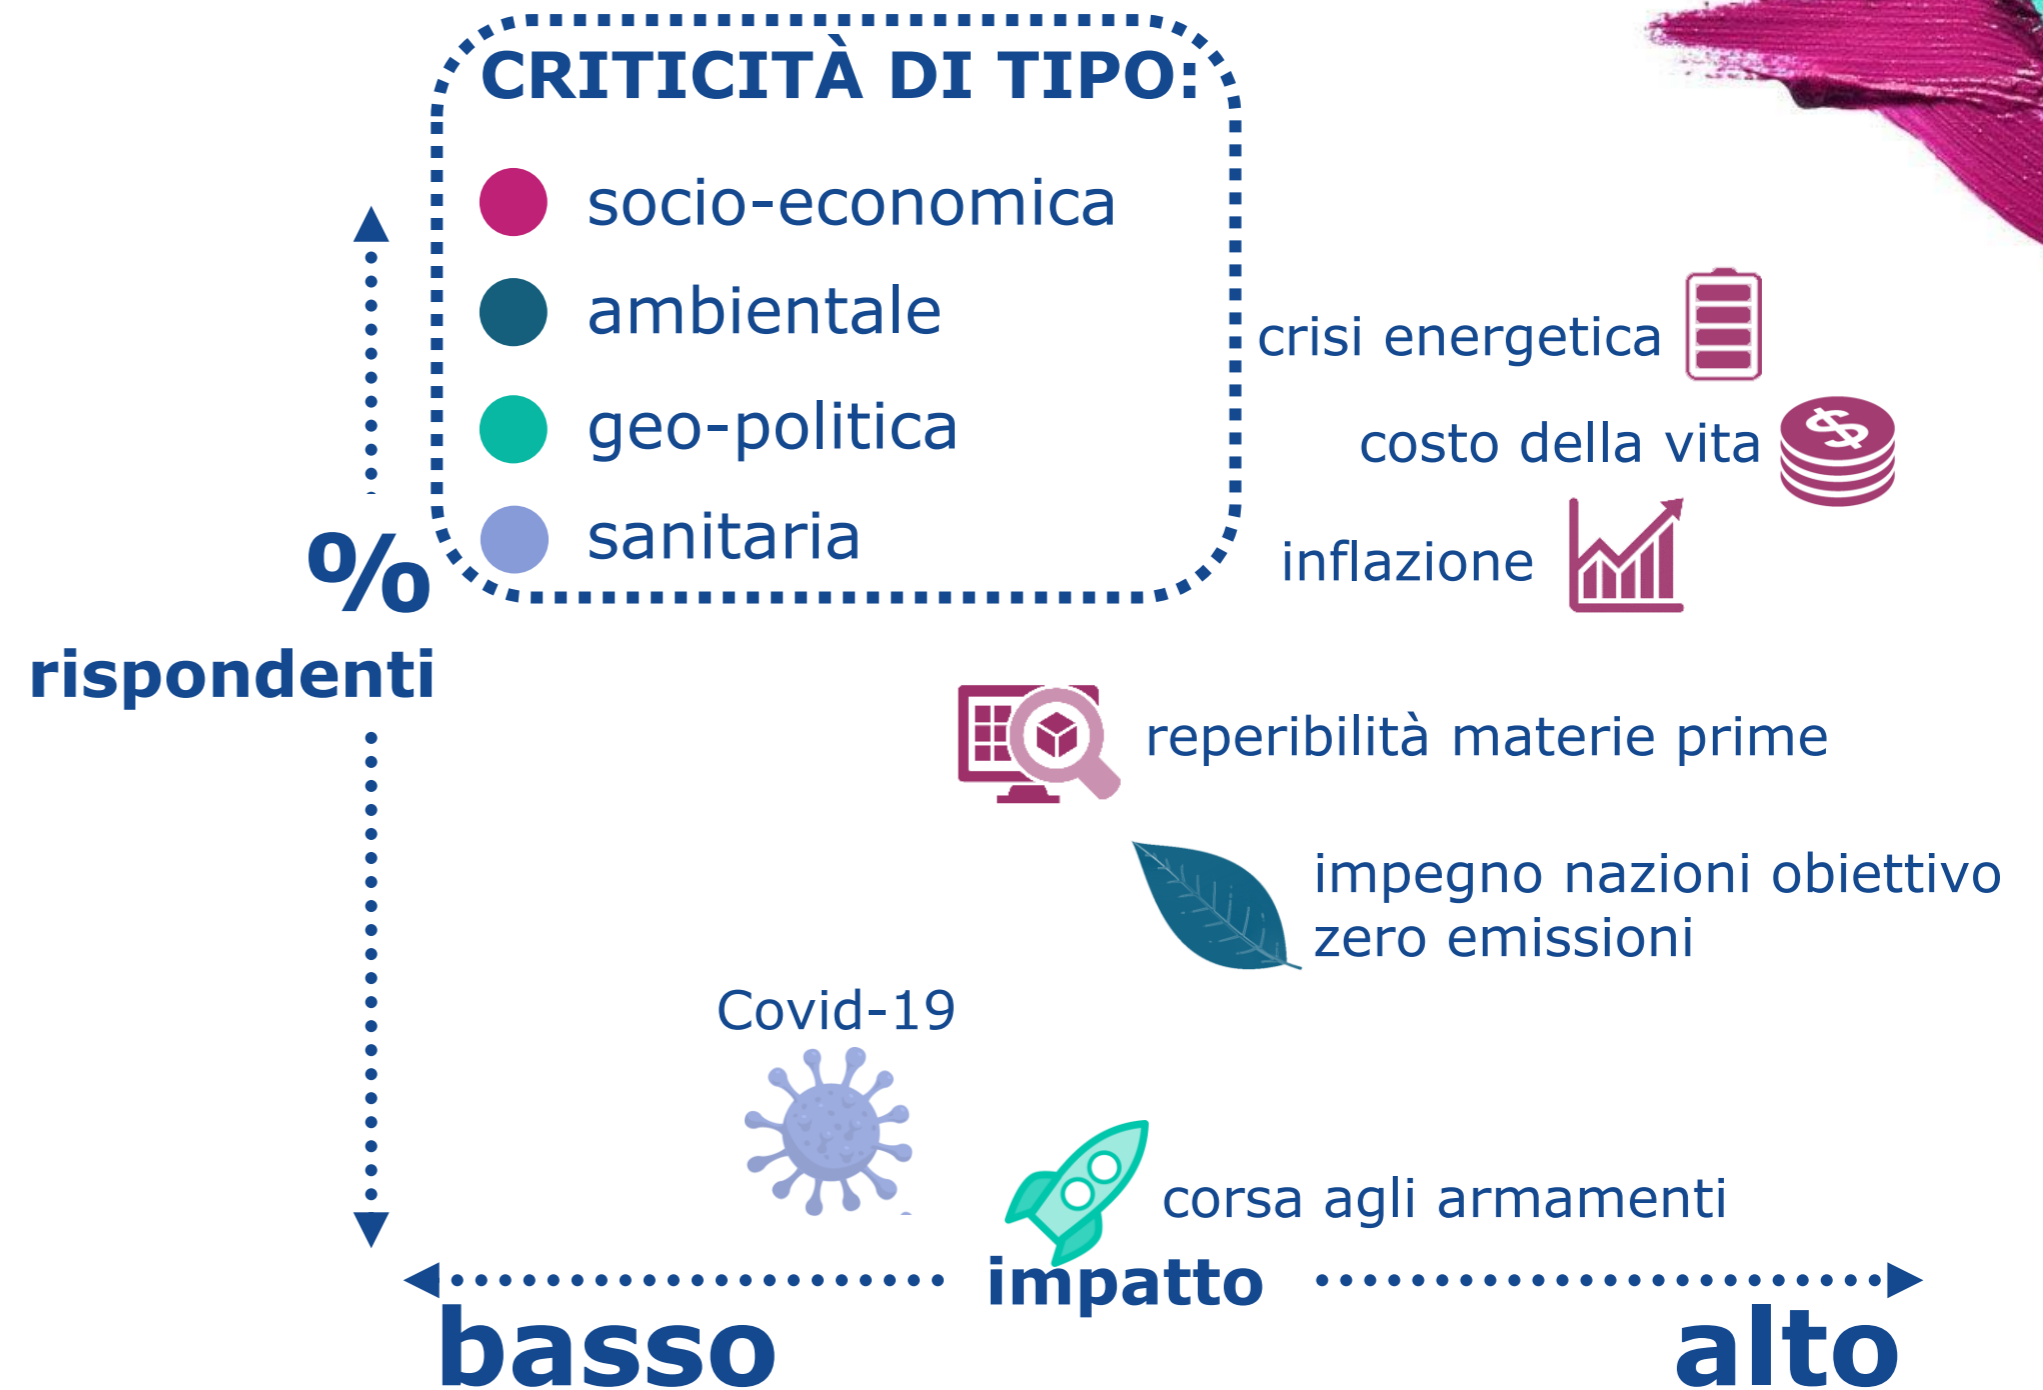 CRITICITÀ DI TIPO:
socio-economica
ambientale
geo-politica
sanitaria
%
rispondenti
crisi energetica
costo della vita
$
inflazione
reperibilità materie prime
impegno nazioni obiettivo
zero emissioni
Covid-19
corsa agli armamenti
impatto
basso
alto